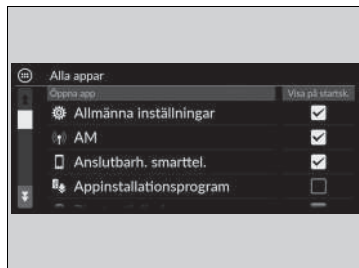 Alla appar
Öppna app Visa på startsk.
Allmänna inställningar
AM
Anslutbarh. smarttel.
Appinstallationsprogram